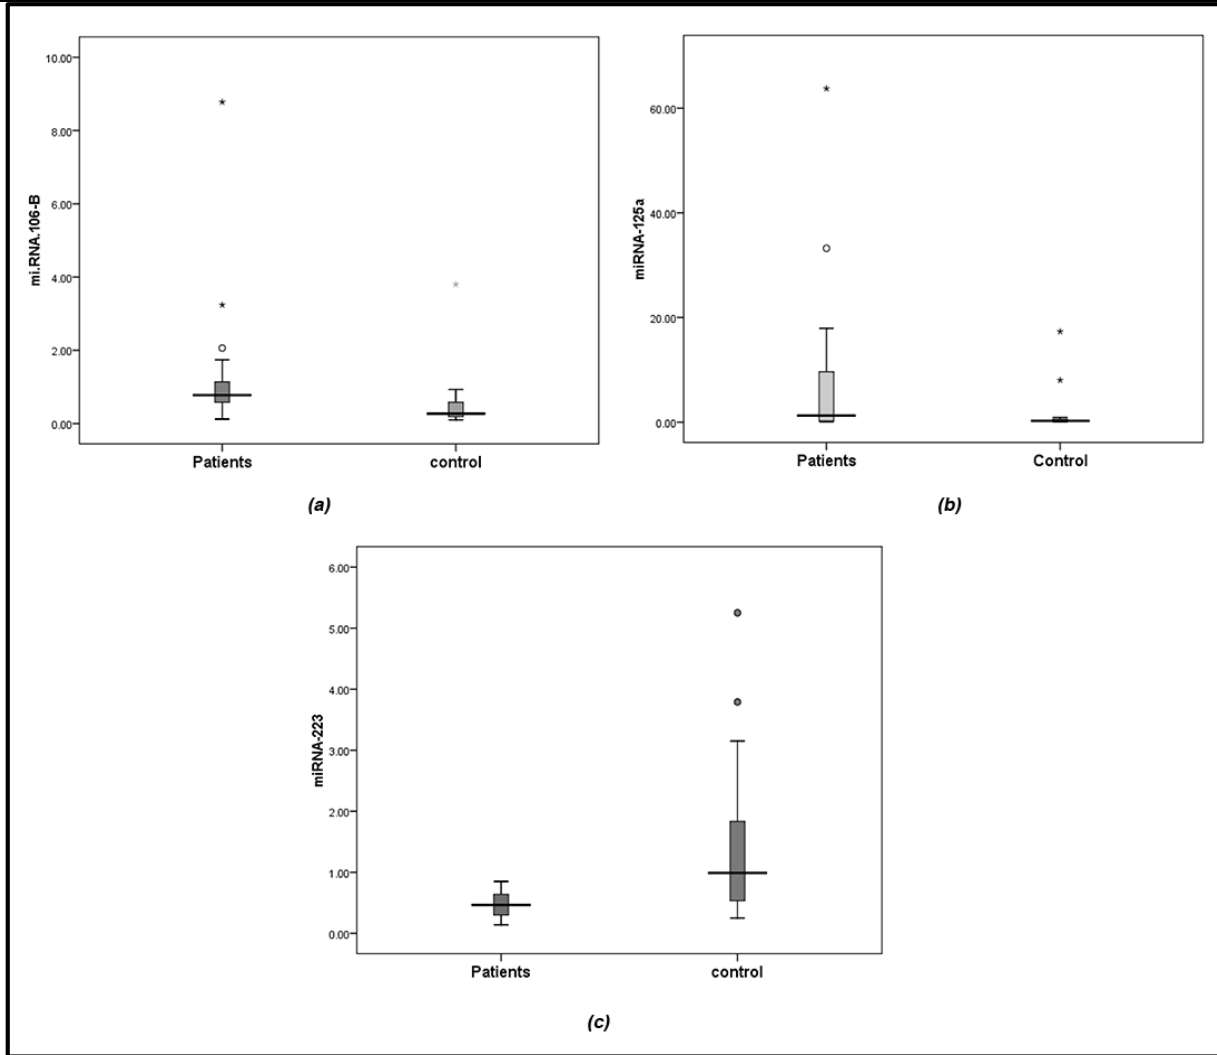 10.00
8.00
6.00
4.00
2.00
0.00
mi.RNA.106-B
Patients control
(a)
60.00
40.00
20.00
0.00
miRNA-125a
Patients Control
(b)
6.00
5.00
4.00
3.00
2.00
1.00
0.00
miRNA-223
Patients control
(c)